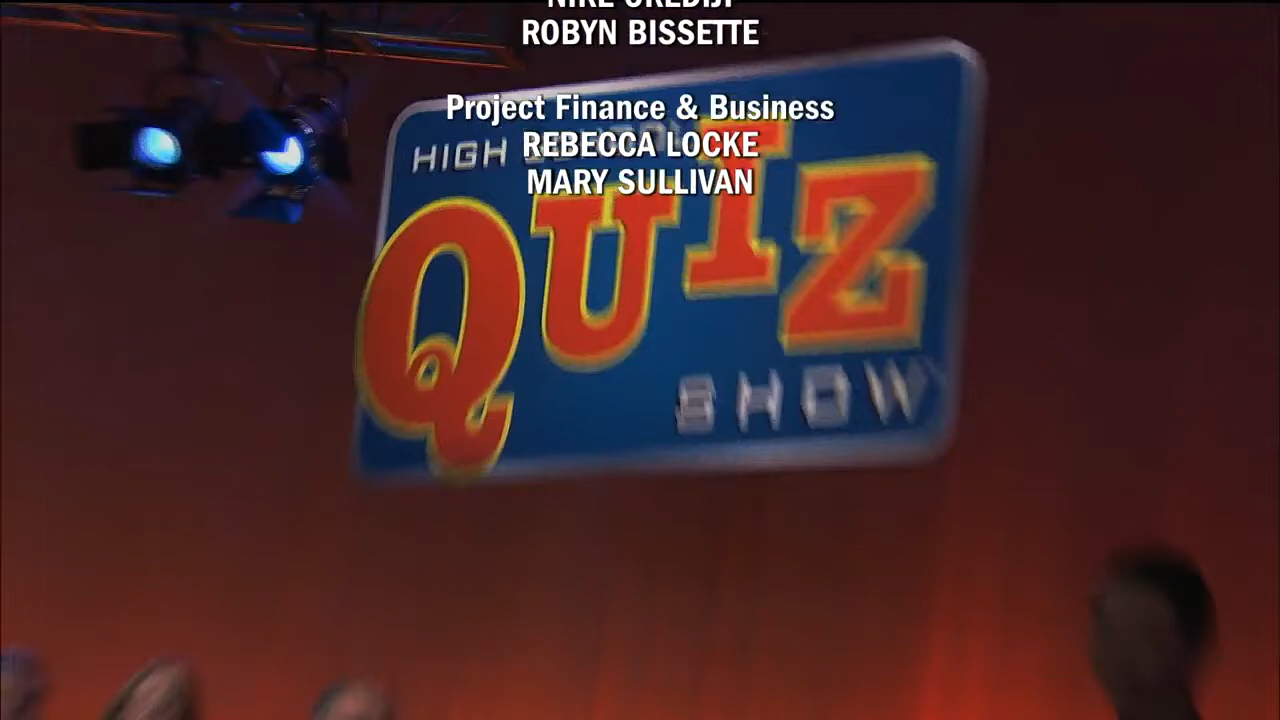 ROBYN BISSETTE
Project Finance & Business
REBECCA LOCKE
MARY SULLIVAN
HIGH
QUIZ
SHOW